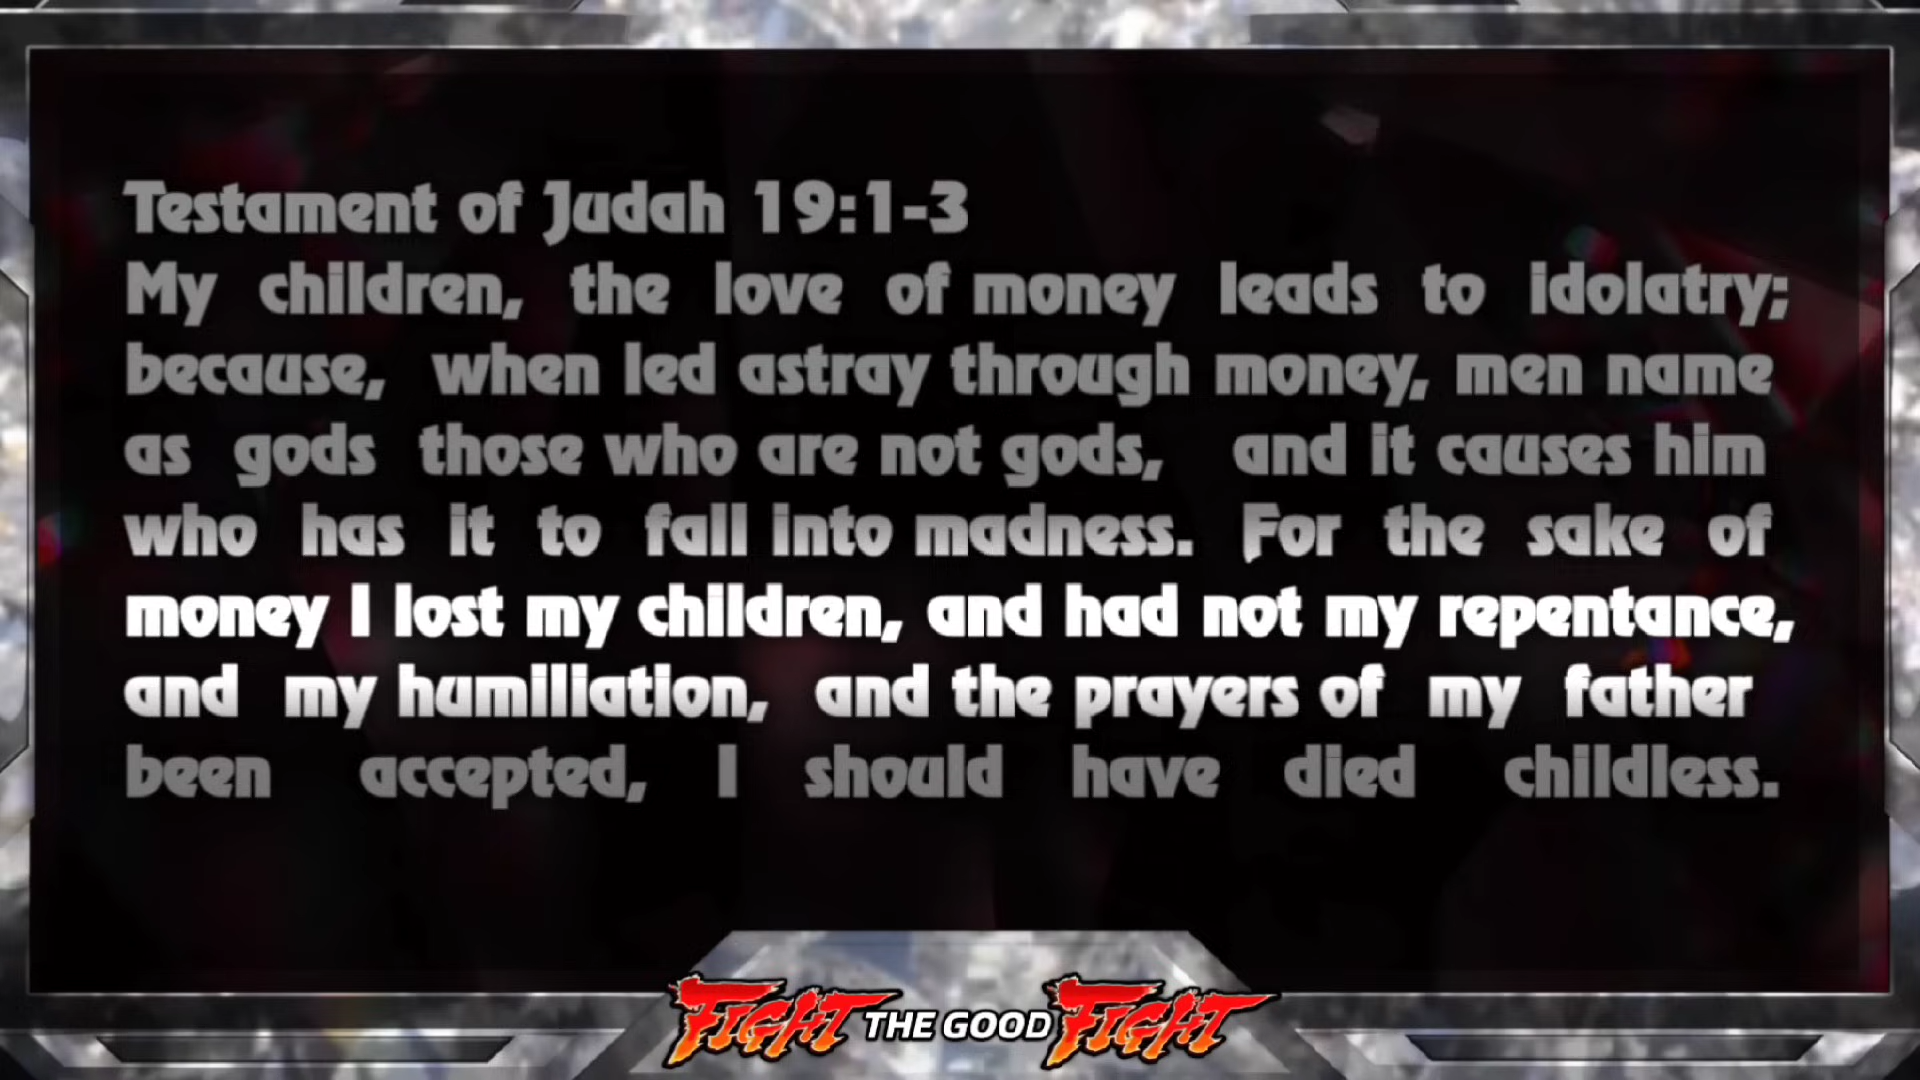 Testament of Judah 19:1-3
My children, the love of money leads to idolatry;
because, when led astray through money, men name
as gods those who are not gods, and it causes him
who has it to fall into madness. For the sake of
money I lost my children, and had not my repentance,
and my humiliation, and the prayers of my father
been accepted, I should have died childless.
FIGHT THE GOOD FIGHT